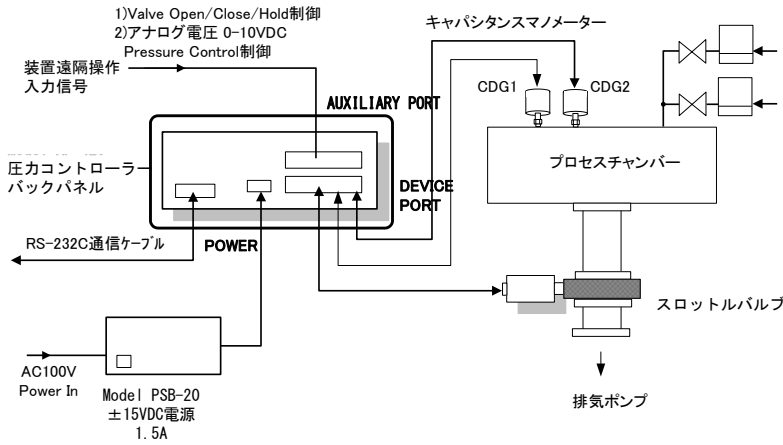 1)Valve Open/Close/Hold制御
2)アナログ電圧 0-10VDC
Pressure Control制御
キャパシタンスマノメーター
装置遠隔操作
入力信号
CDG1
CDG2
AUXILIARY PORT
圧力コントローラー
バックパネル
プロセスチャンバー
DEVICE
PORT
RS-232C通信ケーブル
POWER
スロットルバルブ
AC100V
Power In
Model PSB-20
±15VDC電源
1.5A
排気ポンプ